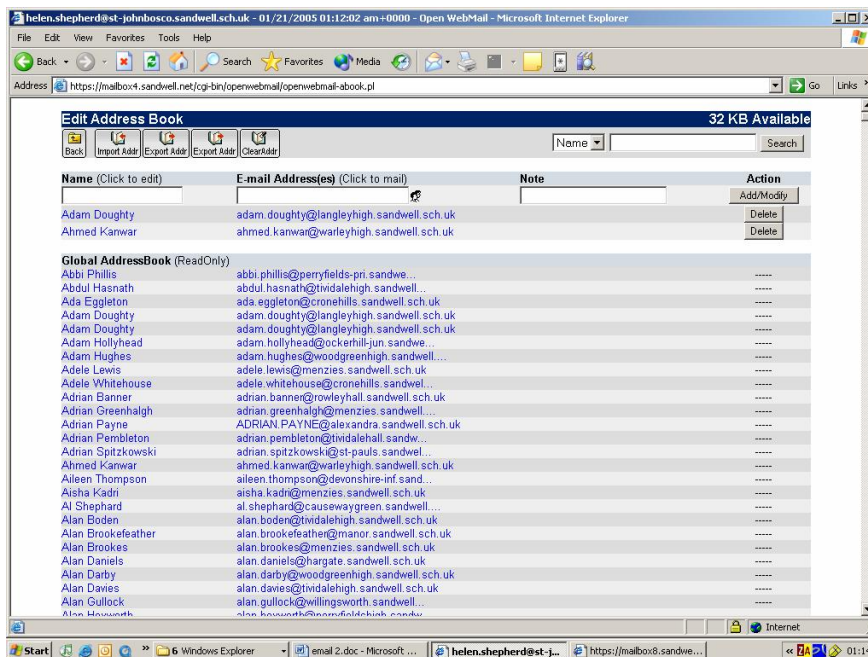 helen.shepherd@st-johnbosco.sandwell.sch.uk - 01/21/2005 01:12:02 am+0000 - Open WebMail - Microsoft Internet Explorer
File Edit View Favorites Tools Help
Back Search Favorites Media
Address https://mailbox4.sandwell.net/cgi-bin/openwebmail/openwebmail-abook.pl Go Links »
Edit Address Book 32 KB Available
Back Import Addr Export Addr Export Addr ClearAddr Name Search
Name (Click to edit) E-mail Address(es) (Click to mail) Note Action
Add/Modify
Adam Doughty adam.doughty@langleyhigh.sandwell.sch.uk Delete
Ahmed Kanwar ahmed.kanwar@warleyhigh.sandwell.sch.uk Delete
Global AddressBook (ReadOnly)
Abbi Phillis abbi.phillis@perryfields-pri.sandwe... -----
Abdul Hasnath abdul.hasnath@tividalehigh.sandwell... -----
Ada Eggleton ada.eggleton@cronehills.sandwell.sch.uk -----
Adam Doughty adam.doughty@langleyhigh.sandwell.sch.uk -----
Adam Doughty adam.doughty@langleyhigh.sandwell.sch.uk -----
Adam Hollyhead adam.hollyhead@ockerhill-jun.sandwe... -----
Adam Hughes adam.hughes@woodgreenhigh.sandwell.... -----
Adele Lewis adele.lewis@menzies.sandwell.sch.uk -----
Adele Whitehouse adele.whitehouse@cronehills.sandwel... -----
Adrian Banner adrian.banner@rowleyhall.sandwell.sch.uk -----
Adrian Greenhalgh adrian.greenhalgh@menzies.sandwell.... -----
Adrian Payne ADRIAN.PAYNE@alexandra.sandwell.sch.uk -----
Adrian Pembleton adrian.pembleton@tividalehall.sandw... -----
Adrian Spitzkowski adrian.spitzkowski@st-pauls.sandwel... -----
Ahmed Kanwar ahmed.kanwar@warleyhigh.sandwell.sch.uk -----
Aileen Thompson aileen.thompson@devonshire-inf.sand... -----
Aisha Kadri aisha.kadri@menzies.sandwell.sch.uk -----
Al Shephard al.shephard@causewaygreen.sandwell.... -----
Alan Boden alan.boden@tividalehigh.sandwell.sch.uk -----
Alan Brookefeather alan.brookefeather@manor.sandwell.sch.uk -----
Alan Brookes alan.brookes@menzies.sandwell.sch.uk -----
Alan Daniels alan.daniels@hargate.sandwell.sch.uk -----
Alan Darby alan.darby@woodgreenhigh.sandwell.sch.uk -----
Alan Davies alan.davies@tividalehigh.sandwell.sch.uk -----
Alan Gullock alan.gullock@willingsworth.sandwell... -----
Internet
Start » 6 Windows Explorer email 2.doc - Microsoft ... helen.shepherd@st-j... https://mailbox8.sandwe... «